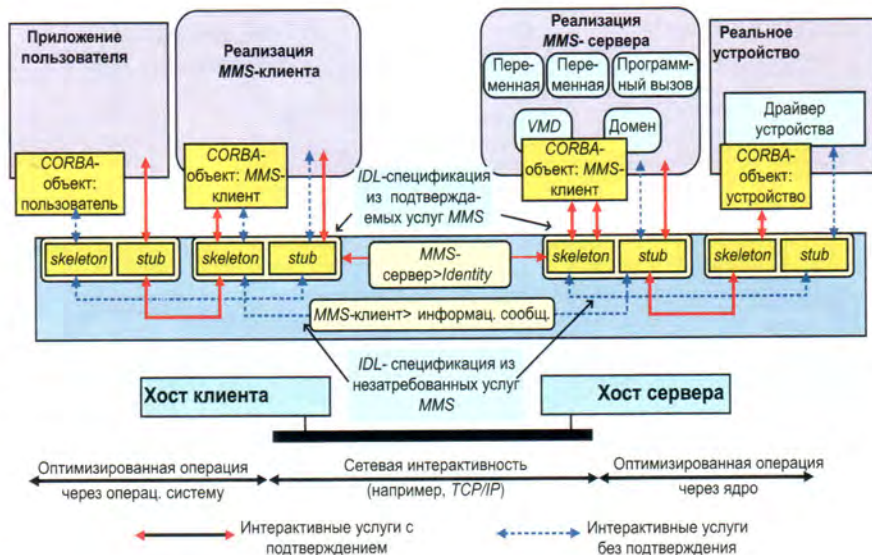 Приложение
пользователя
Реализация
MMS-клиента
Реализация
MMS- сервера
Реальное
устройство
Пере-
менная
Пере-
менная
Программ-
ный вызов
VMD
Домен
Драйвер
устройства
CORBA-
объект:
пользователь
CORBA-
объект: MMS-
клиент
IDL-спецификация
из подтвержда-
емых услуг MMS
CORBA-
объект: MMS-
клиент
CORBA-
объект:
устройство
skeleton
stub
skeleton
stub
MMS-
сервер>Identity
skeleton
stub
skeleton
stub
MMS-клиент> информац. сообщ.
IDL- спецификация из
незатребованных услуг
MMS
Хост клиента
Хост сервера
Оптимизированная операция
через операц. систему
Сетевая интерактивность
(например, TCP/IP)
Оптимизированная операция
через ядро
Интерактивные услуги с
подтверждением
Интерактивные услуги
без подтверждения